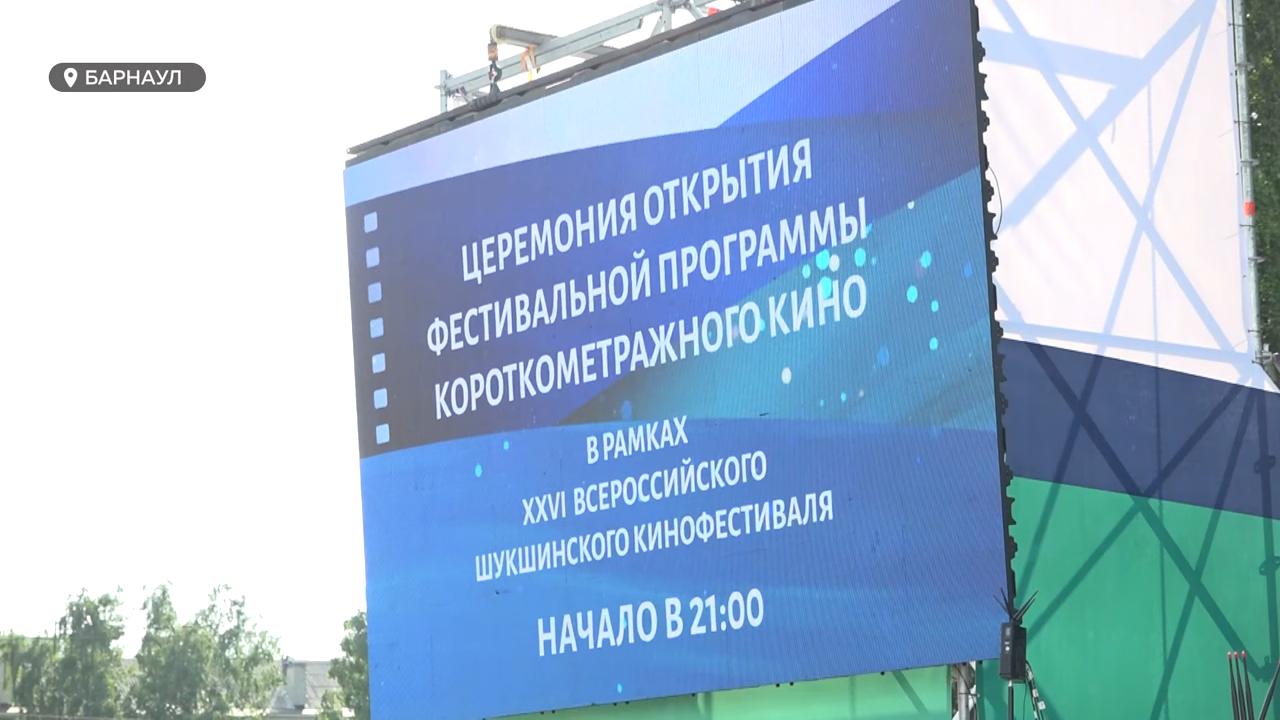 БАРНАУЛ
ЦЕРЕМОНИЯ ОТКРЫТИЯ
ФЕСТИВАЛЬНОЙ ПРОГРАММЫ
КОРОТКОМЕТРАЖНОГО КИНО
В РАМКАХ
XXVI ВСЕРОССИЙСКОГО
ШУКШИНСКОГО КИНОФЕСТИВАЛЯ
НАЧАЛО В 21:00